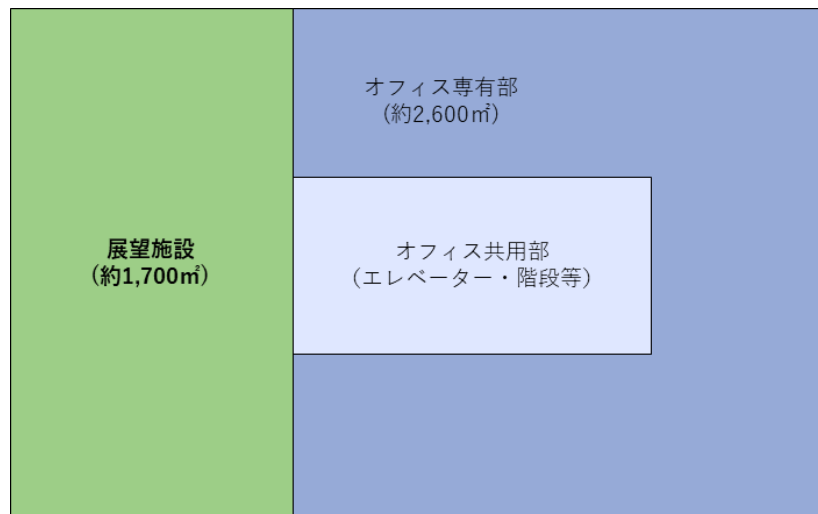 オフィス専有部
(約2,600㎡)
展望施設
(約1,700㎡)
オフィス共用部
(エレベーター・階段等)